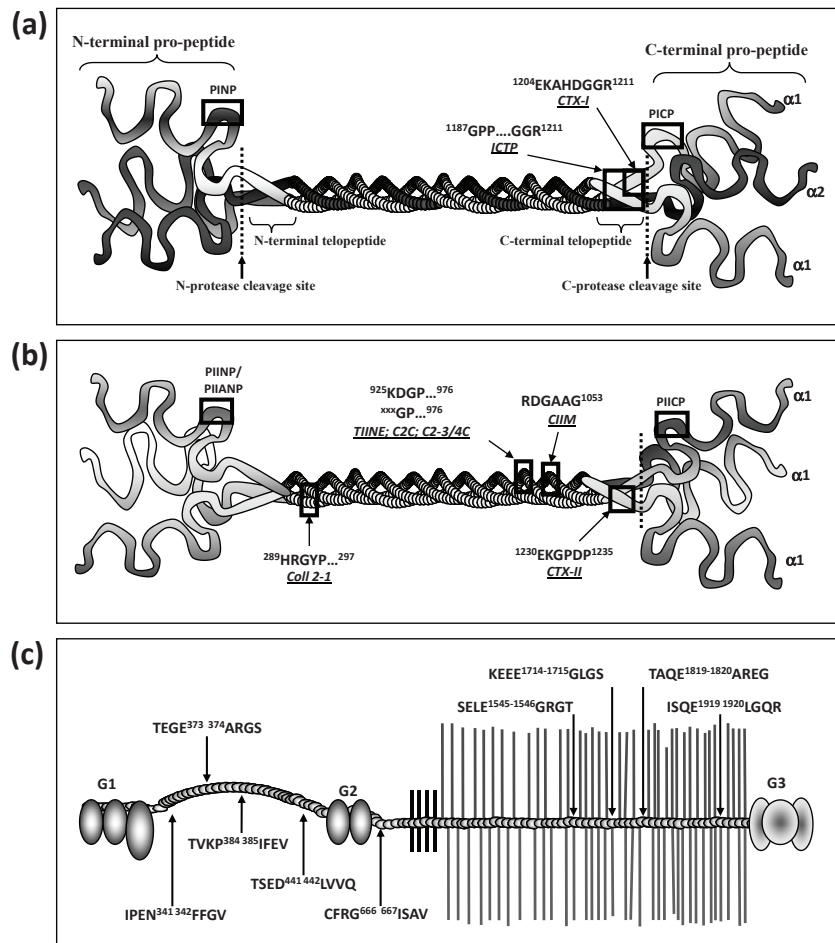 (a)
N-terminal pro-peptide
C-terminal pro-peptide
PINP
¹²⁰⁴EKAHDGGR¹²¹¹
CTX-I
PICP
α1
¹¹⁸⁷GPP....GGR¹²¹¹
ICTP
α2
N-terminal telopeptide
C-terminal telopeptide
α1
N-protease cleavage site
C-protease cleavage site
(b)
PIINP/
PIIANP
⁹²⁵KDGP...⁹⁷⁶
ˣˣˣGP...⁹⁷⁶
TIINE; C2C; C2-3/4C
RDGAAG¹⁰⁵³
CIIM
PIICP
α1
α1
²⁸⁹HRGYP...²⁹⁷
Coll 2-1
¹²³⁰EKGPDP¹²³⁵
CTX-II
α1
(c)
KEEE¹⁷¹⁴⁻¹⁷¹⁵GLGS
TAQE¹⁸¹⁹⁻¹⁸²⁰AREG
SELE¹⁵⁴⁵⁻¹⁵⁴⁶GRGT
ISQE¹⁹¹⁹ ¹⁹²⁰LGQR
TEGE³⁷³ ³⁷⁴ARGS
G1
G2
G3
TVKP³⁸⁴ ³⁸⁵IFEV
TSED⁴⁴¹ ⁴⁴²LVVQ
IPEN³⁴¹ ³⁴²FFGV
CFRG⁶⁶⁶ ⁶⁶⁷ISAV